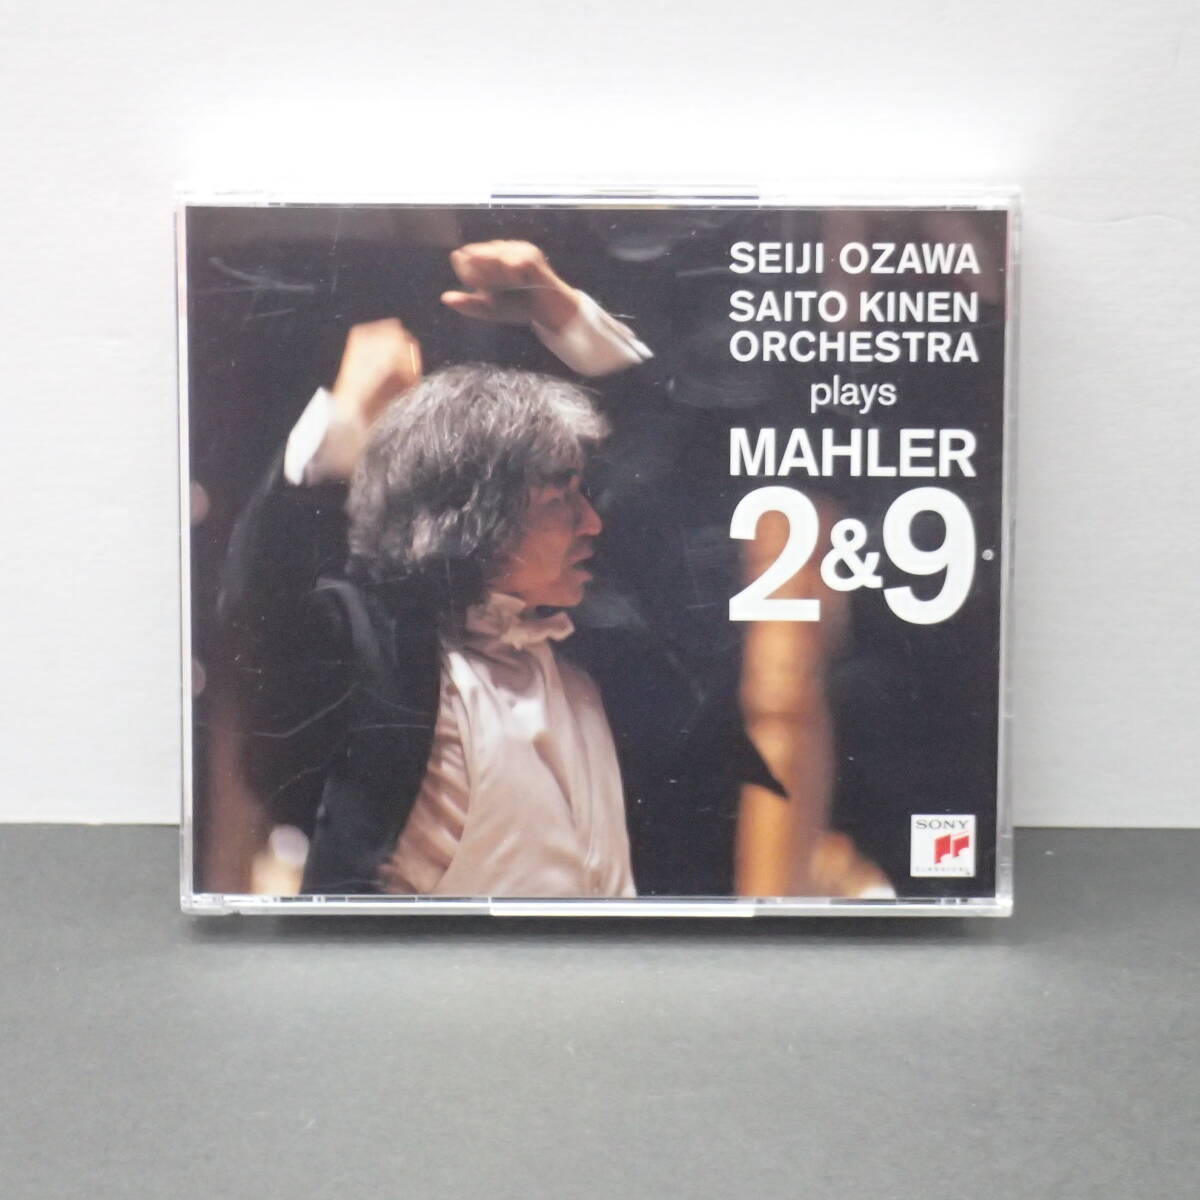 SEIJI OZAWA
SAITO KINEN
ORCHESTRA
plays
MAHLER
2&9
SONY
CLASSICAL